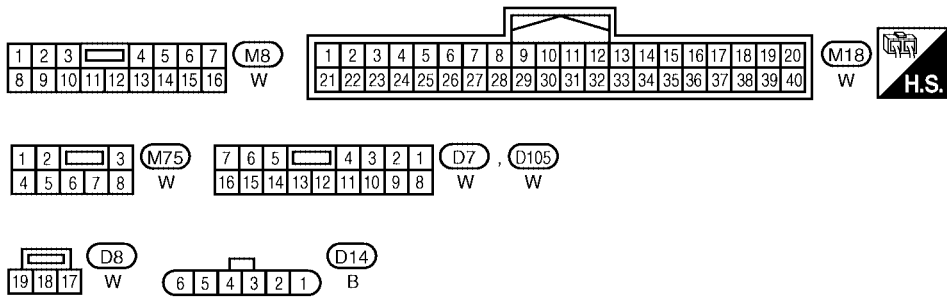 1 2 3 4 5 6 7 M8
8 9 10 11 12 13 14 15 16 W
1 2 3 4 5 6 7 8 9 10 11 12 13 14 15 16 17 18 19 20 M18
21 22 23 24 25 26 27 28 29 30 31 32 33 34 35 36 37 38 39 40 W
H.S.
1 2 3 M75
4 5 6 7 8 W
7 6 5 4 3 2 1 D7 , D105
16 15 14 13 12 11 10 9 8 W W
D8
19 18 17 W
D14
6 5 4 3 2 1 B